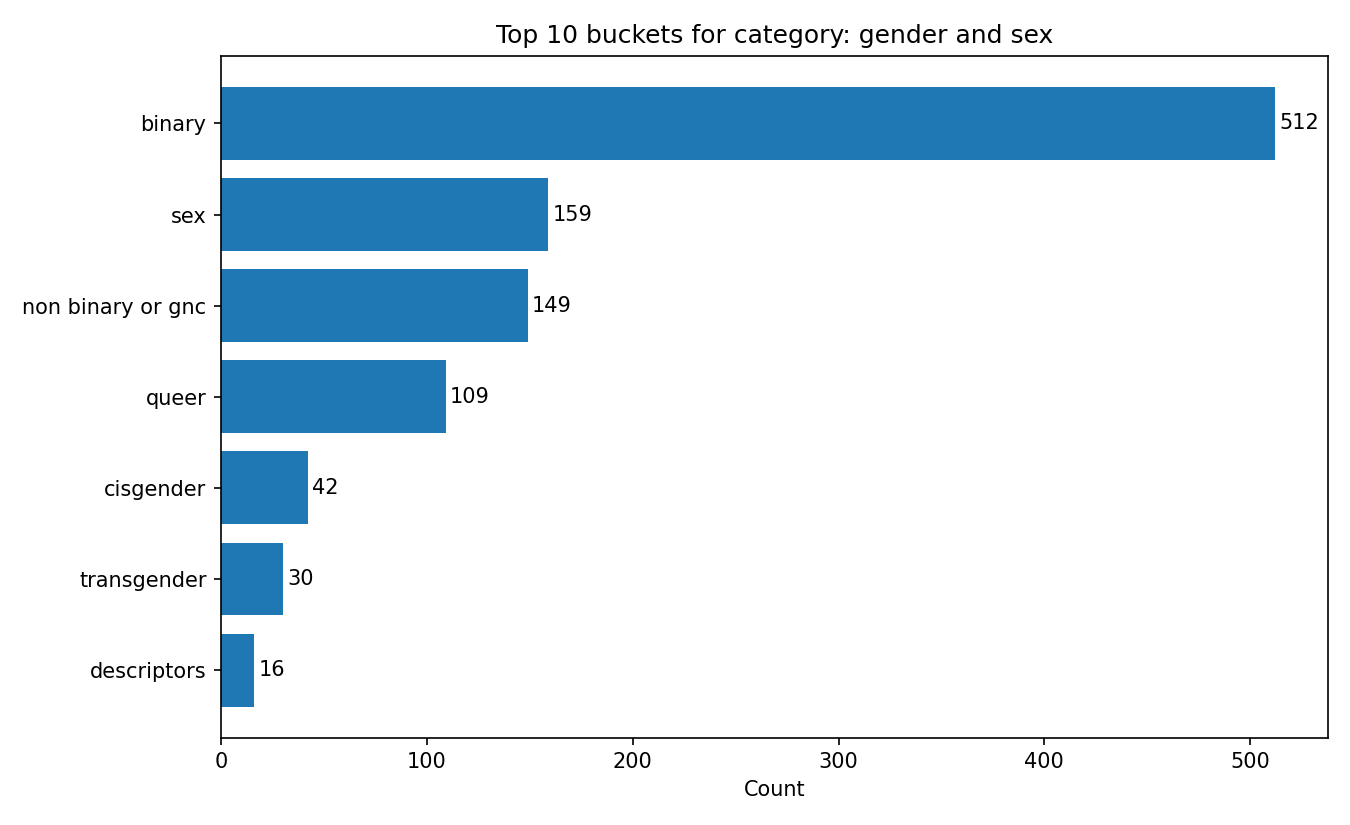 Top 10 buckets for category: gender and sex
binary
512
sex
159
non binary or gnc
149
queer
109
cisgender
42
transgender
30
descriptors
16
0 100 200 300 400 500
Count